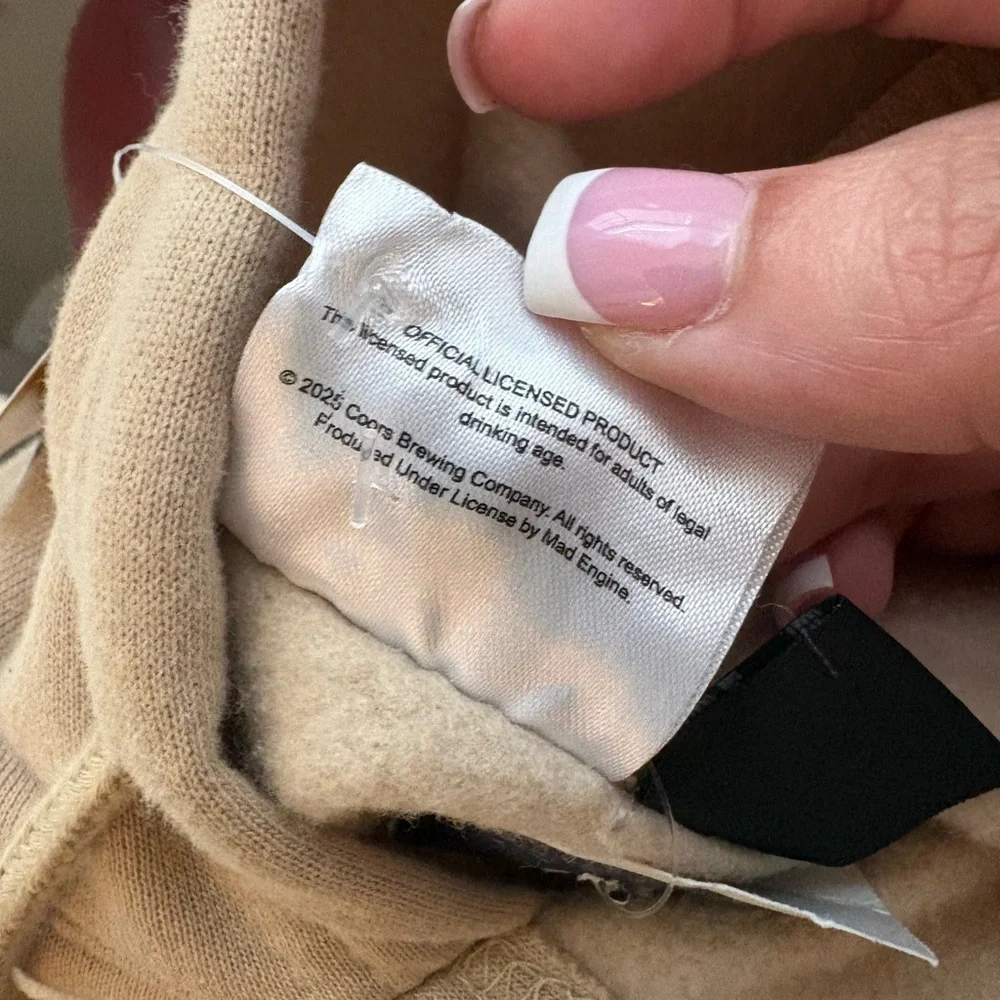 OFFICIAL LICENSED PRODUCT
This licensed product is intended for adults of legal
drinking age.
© 2025 Coors Brewing Company. All rights reserved.
Produced Under License by Mad Engine.